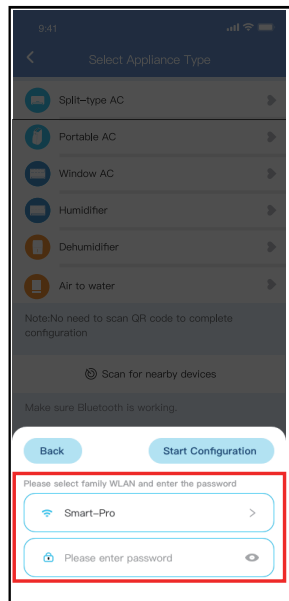 9:41
Select Appliance Type
Split-type AC
Portable AC
Window AC
Humidifier
Dehumidifier
Air to water
Note:No need to scan QR code to complete
configuration
Scan for nearby devices
Make sure Bluetooth is working.
Back Start Configuration
Please select family WLAN and enter the password
Smart-Pro
Please enter password